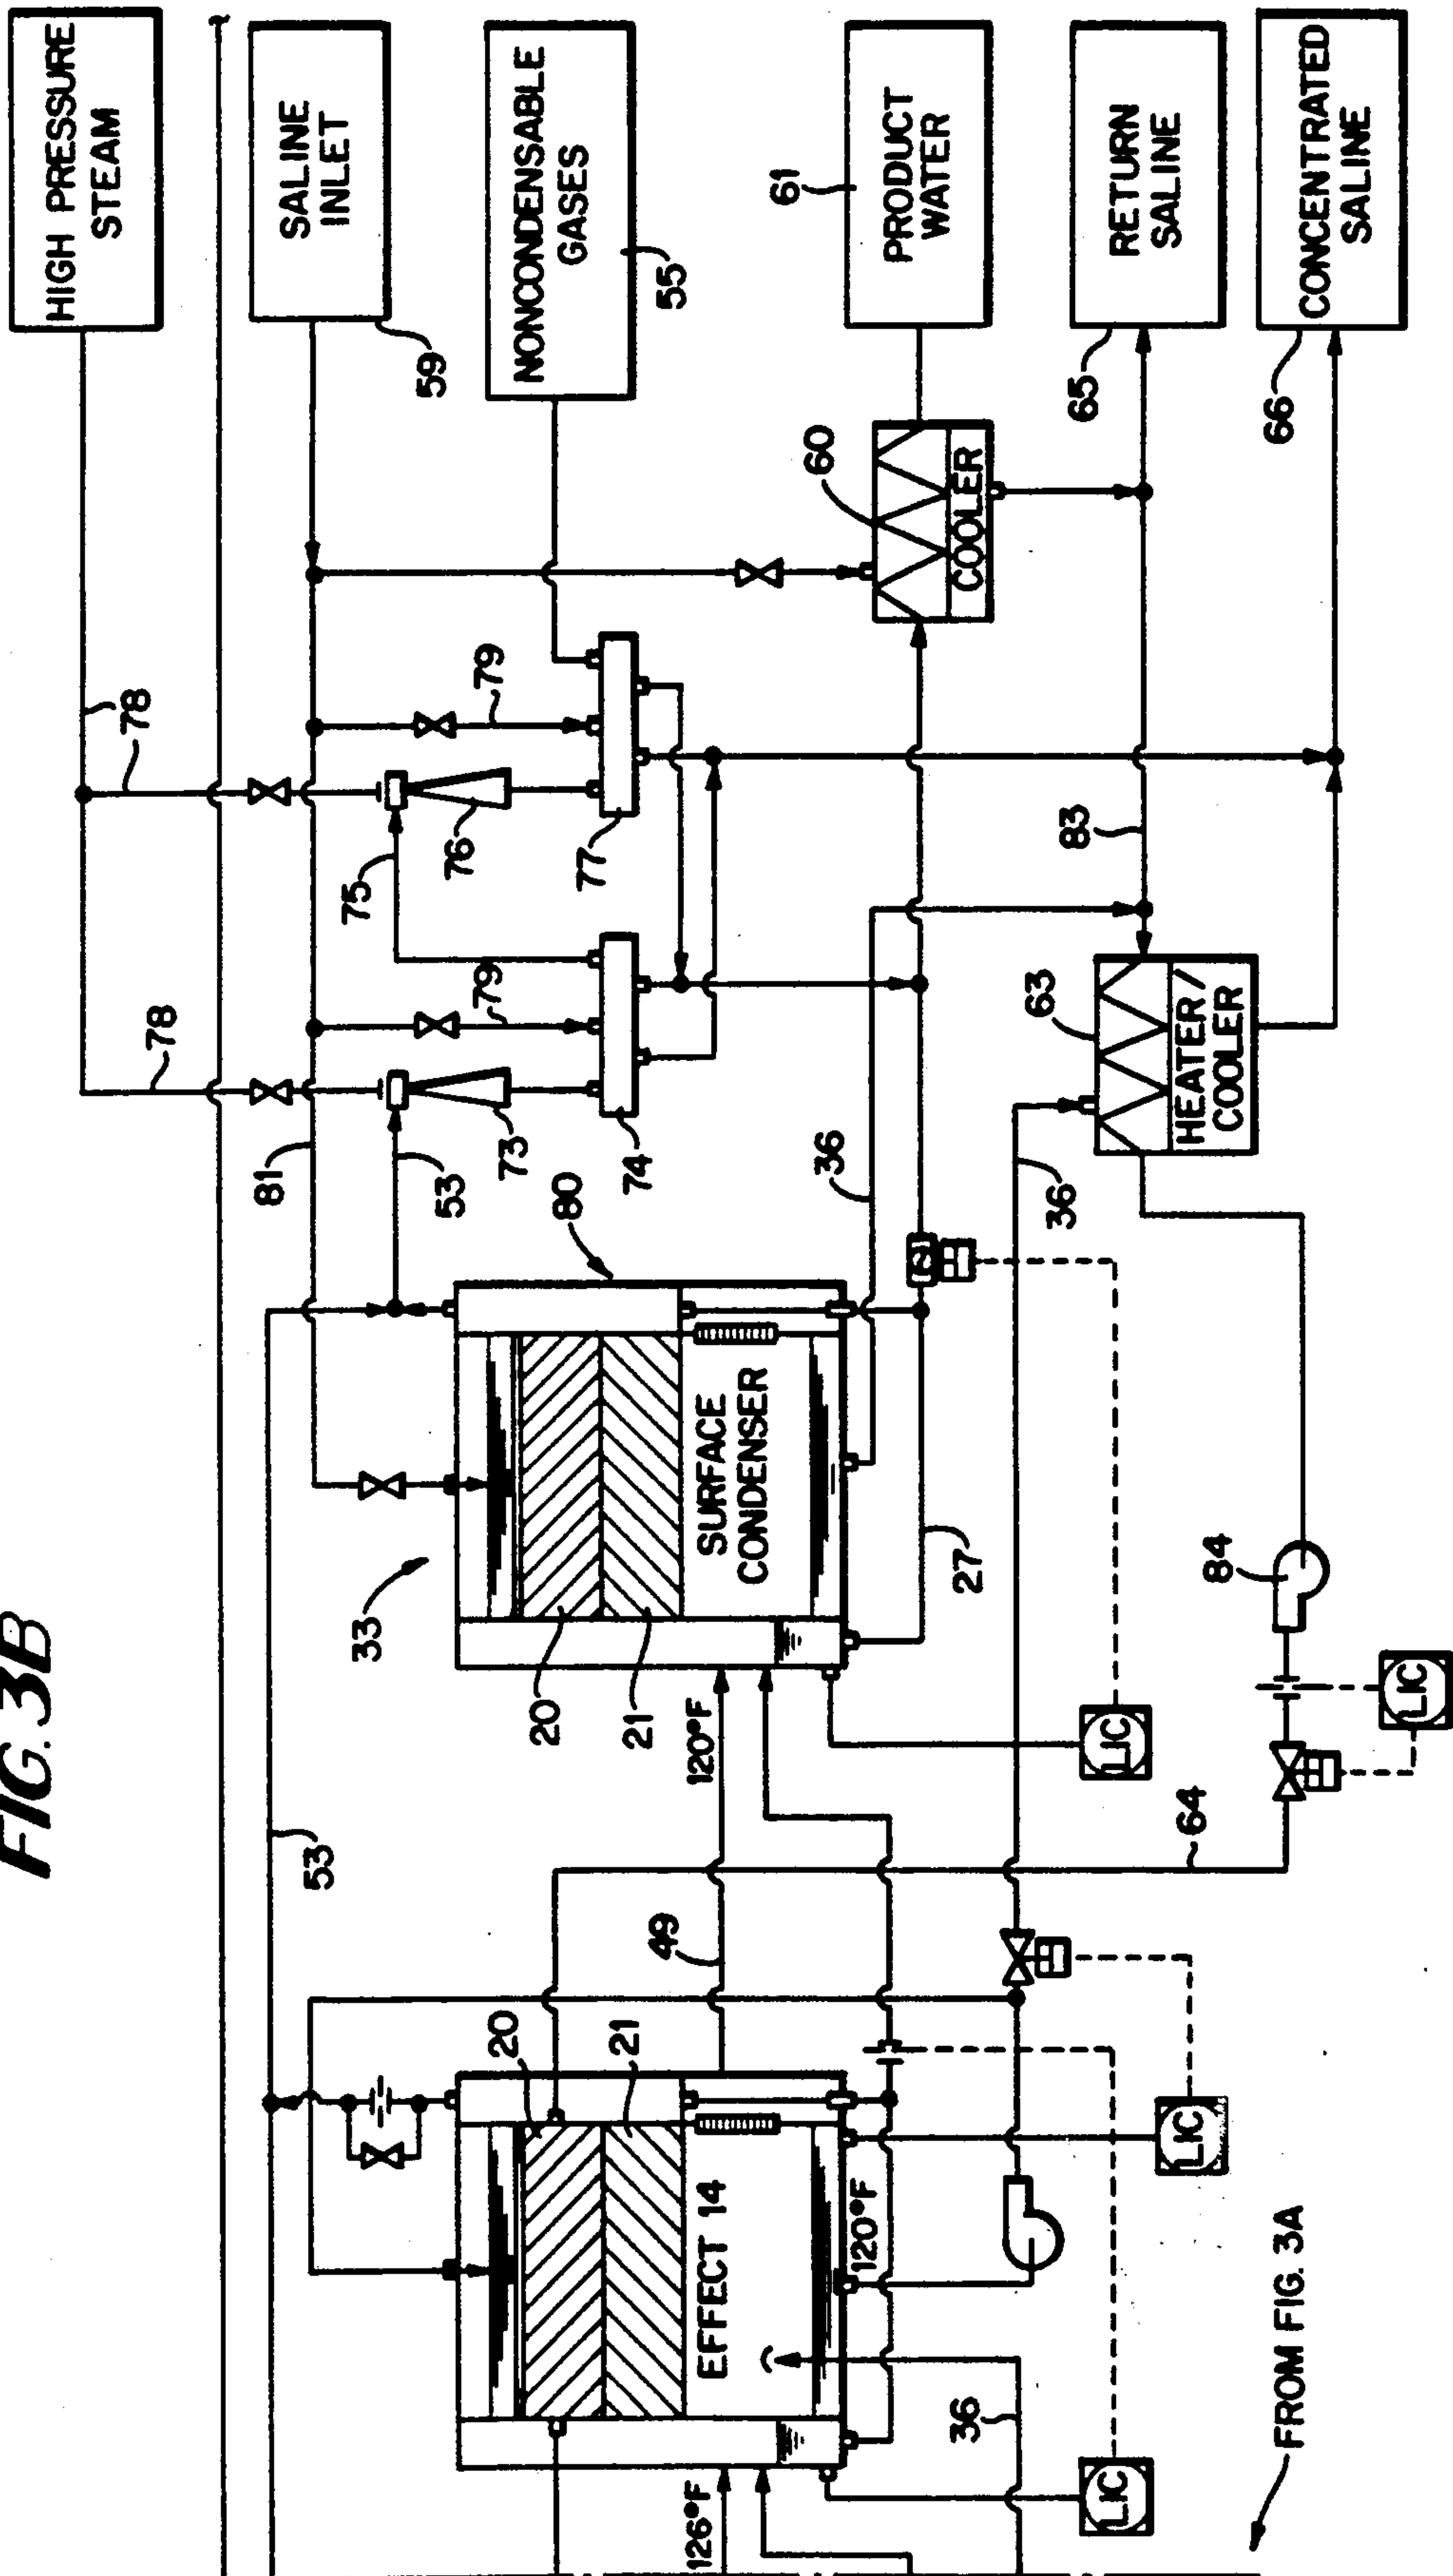 FIG. 3B
HIGH PRESSURE
STEAM
SALINE
INLET
59
NONCONDENSABLE
GASES
55
61
PRODUCT
WATER
RETURN
SALINE
65
CONCENTRATED
SALINE
66
78
78
79
79
75
76
77
73
74
53
53
81
60
COOLER
83
63
HEATER/
COOLER
36
36
80
33
SURFACE
CONDENSER
20
21
27
120°F
84
LIC
LIC
64
49
20
21
EFFECT 14
120°F
LIC
LIC
126°F
36
FROM FIG. 3A